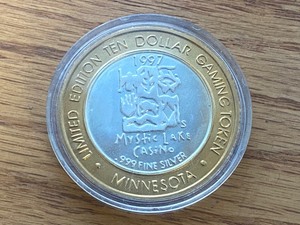 LIMITED EDITION TEN DOLLAR GAMING TOKEN
1997
S
MYSTIC LAKE
CASINO
.999 FINE SILVER
• MINNESOTA •